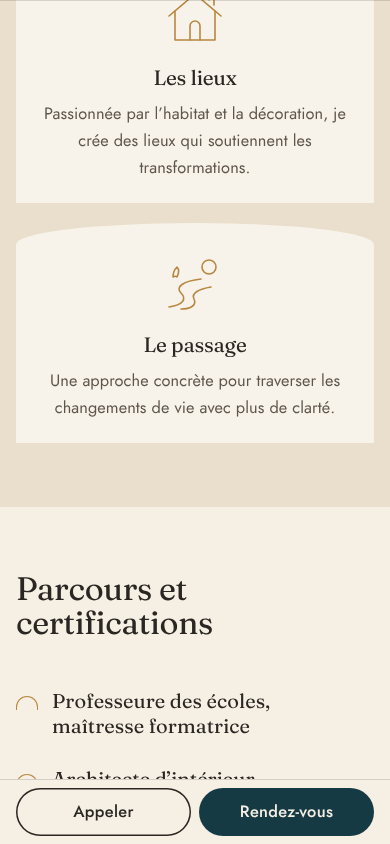 Les lieux
Passionnée par l’habitat et la décoration, je
crée des lieux qui soutiennent les
transformations.
Le passage
Une approche concrète pour traverser les
changements de vie avec plus de clarté.
Parcours et
certifications
Professeure des écoles,
maîtresse formatrice
Architecte d’intérieur
Appeler
Rendez-vous